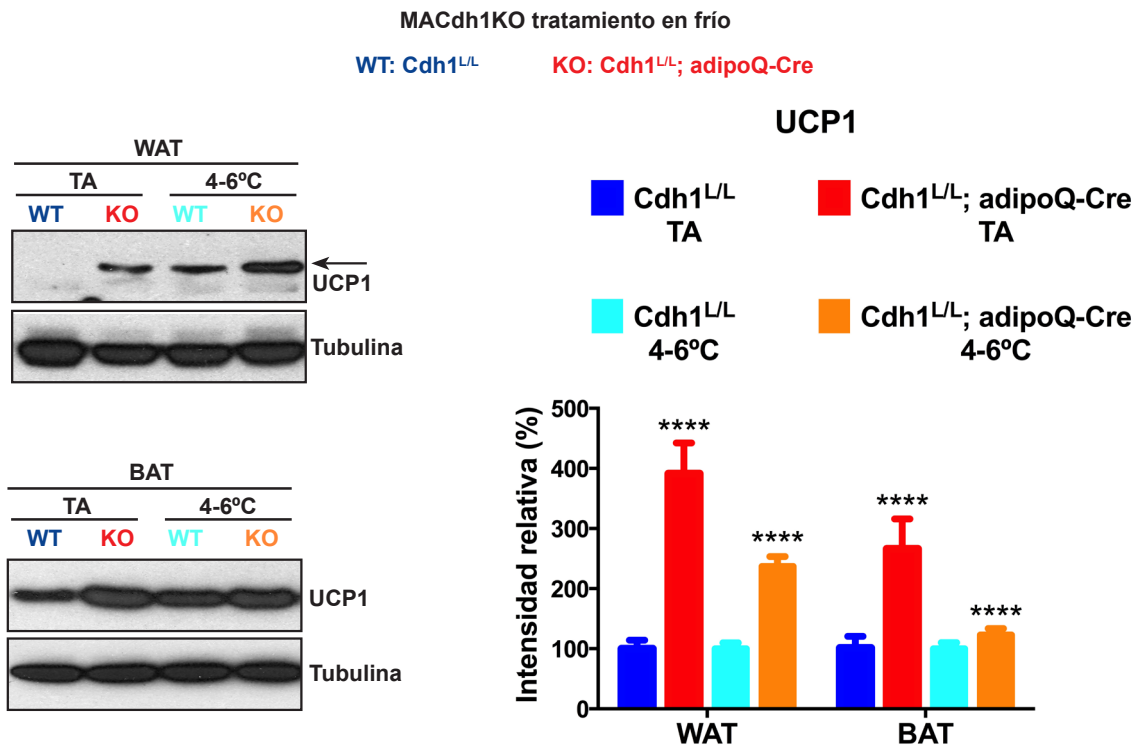 MACdh1KO tratamiento en frío
WT: Cdh1L/L KO: Cdh1L/L; adipoQ-Cre
WAT
TA 4-6ºC
WT KO WT KO
UCP1
Tubulina
BAT
TA 4-6ºC
WT KO WT KO
UCP1
Tubulina
UCP1
Cdh1L/L
TA
Cdh1L/L; adipoQ-Cre
TA
Cdh1L/L
4-6ºC
Cdh1L/L; adipoQ-Cre
4-6ºC
Intensidad relativa (%)
500
400
300
200
100
0
****
****
****
****
WAT BAT